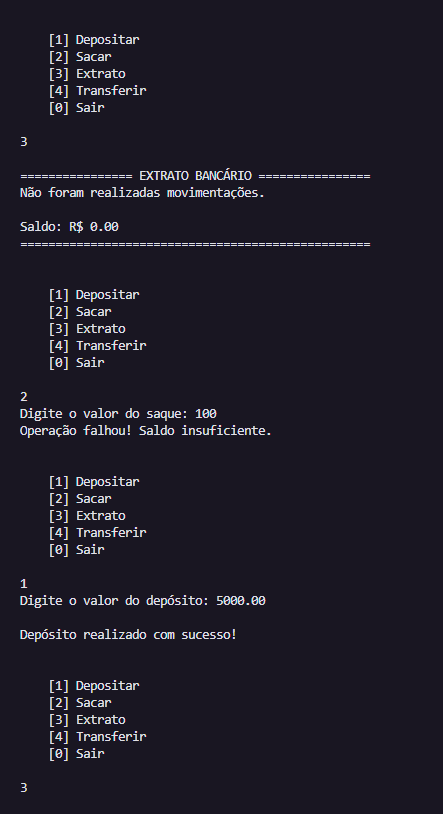 [1] Depositar
[2] Sacar
[3] Extrato
[4] Transferir
[0] Sair
3
================ EXTRATO BANCÁRIO ================
Não foram realizadas movimentações.
Saldo: R$ 0.00
==================================================
[1] Depositar
[2] Sacar
[3] Extrato
[4] Transferir
[0] Sair
2
Digite o valor do saque: 100
Operação falhou! Saldo insuficiente.
[1] Depositar
[2] Sacar
[3] Extrato
[4] Transferir
[0] Sair
1
Digite o valor do depósito: 5000.00
Depósito realizado com sucesso!
[1] Depositar
[2] Sacar
[3] Extrato
[4] Transferir
[0] Sair
3